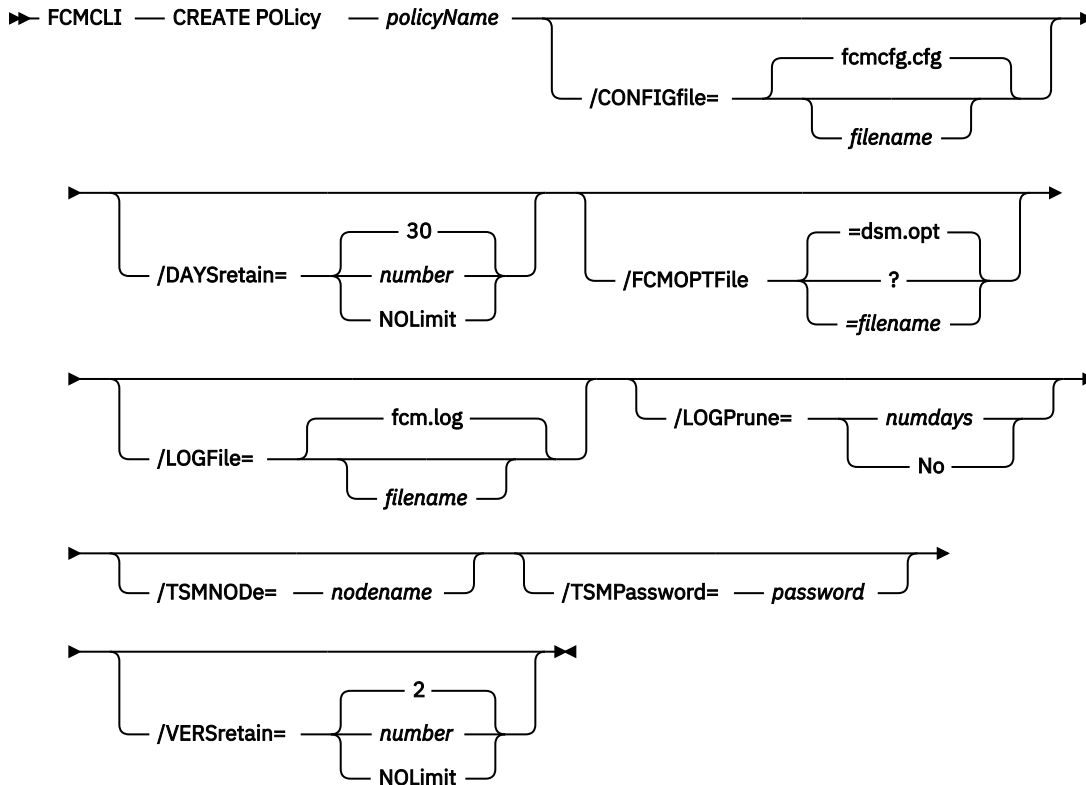 FCMCLI CREATE POLicy policyName
fcmcfg.cfg
/CONFIGfile=
filename
30
/DAYSretain= number
NOLimit
=dsm.opt
/FCMOPTFile ?
=filename
fcm.log
/LOGFile=
filename
/LOGPrune= numdays
No
/TSMNODe= nodename /TSMPassword= password
2
/VERSretain= number
NOLimit